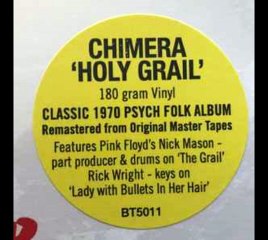 CHIMERA
'HOLY GRAIL'
180 gram Vinyl
CLASSIC 1970 PSYCH FOLK ALBUM
Remastered from Original Master Tapes
Features Pink Floyd's Nick Mason -
part producer & drums on 'The Grail'
Rick Wright - keys on
'Lady with Bullets In Her Hair'
BT5011